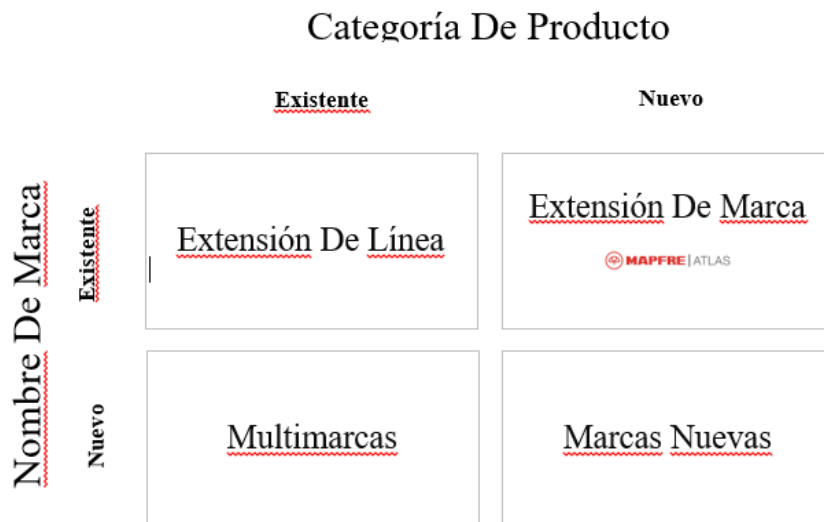 Categoría De Producto
Existente
Nuevo
Nombre De Marca
Existente
Extensión De Línea
Extensión De Marca
MAPFRE | ATLAS
Nuevo
Multimarcas
Marcas Nuevas